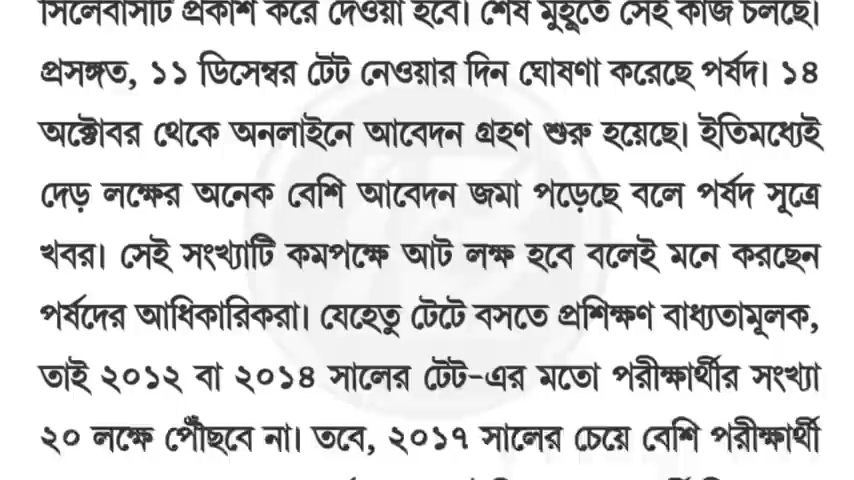 সিলেবাসটি প্রকাশ করে দেওয়া হবে। শেষ মুহূর্তে সেই কাজ চলছে।
প্রসঙ্গত, ১১ ডিসেম্বর টেট নেওয়ার দিন ঘোষণা করেছে পর্ষদ। ১৪
অক্টোবর থেকে অনলাইনে আবেদন গ্রহণ শুরু হয়েছে। ইতিমধ্যেই
দেড় লক্ষের অনেক বেশি আবেদন জমা পড়েছে বলে পর্ষদ সূত্রে
খবর। সেই সংখ্যাটি কমপক্ষে আট লক্ষ হবে বলেই মনে করছেন
পর্ষদের আধিকারিকরা। যেহেতু টেটে বসতে প্রশিক্ষণ বাধ্যতামূলক,
তাই ২০১২ বা ২০১৪ সালের টেট-এর মতো পরীক্ষার্থীর সংখ্যা
২০ লক্ষে পৌঁছবে না। তবে, ২০১৭ সালের চেয়ে বেশি পরীক্ষার্থী